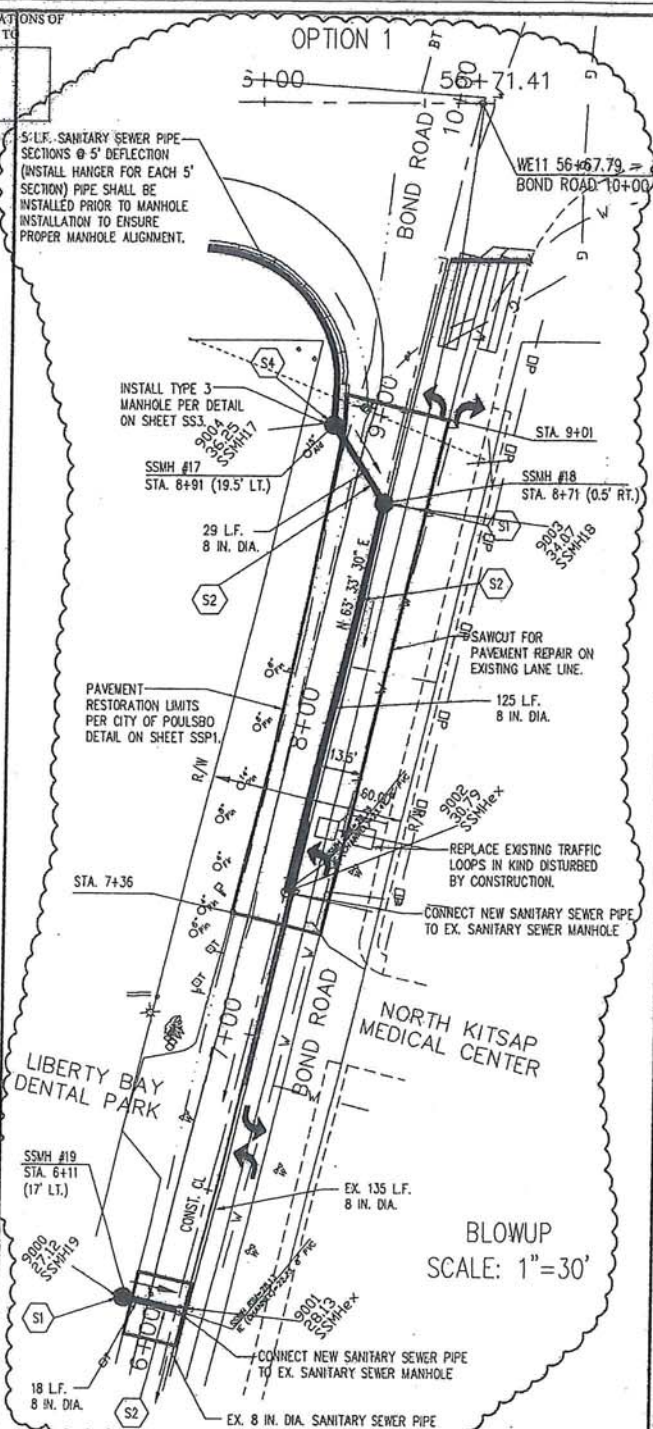 ATIONS OF
TO
OPTION 1
BT
5+00
56+71.41
10+00
G
5 L.F. SANITARY SEWER PIPE
SECTIONS @ 5' DEFLECTION
(INSTALL HANGER FOR EACH 5'
SECTION) PIPE SHALL BE
INSTALLED PRIOR TO MANHOLE
INSTALLATION TO ENSURE
PROPER MANHOLE ALIGNMENT.
BOND ROAD
WE11 56+67.79 =
BOND ROAD 10+00
W
G
G
S4
INSTALL TYPE 3
MANHOLE PER DETAIL
ON SHEET SS3.
9004
36.25
SSMH17
9+00
STA. 9+01
SSMH #17
STA. 8+91 (19.5' LT.)
SSMH #18
STA. 8+71 (0.5' RT.)
S1
9003
34.07
SSMH18
29 L.F.
8 IN. DIA.
S2
N 63° 33' 30" E
S2
SAWCUT FOR
PAVEMENT REPAIR ON
EXISTING LANE LINE.
PAVEMENT
RESTORATION LIMITS
PER CITY OF POULSBO
DETAIL ON SHEET SSP1.
8+00
125 L.F.
8 IN. DIA.
R/W
13.5'
60.0'
R/W
9002
30.79
SSMHex
REPLACE EXISTING TRAFFIC
LOOPS IN KIND DISTURBED
BY CONSTRUCTION.
STA. 7+36
P
CONNECT NEW SANITARY SEWER PIPE
TO EX. SANITARY SEWER MANHOLE
7+00
BOND ROAD
NORTH KITSAP
MEDICAL CENTER
LIBERTY BAY
DENTAL PARK
SSMH #19
STA. 6+11
(17' LT.)
CONST. CL
EX. 135 L.F.
8 IN. DIA.
BLOWUP
SCALE: 1"=30'
9000
27.12
SSMH19
9001
28.13
SSMHex
S1
6+00
CONNECT NEW SANITARY SEWER PIPE
TO EX. SANITARY SEWER MANHOLE
18 L.F.
8 IN. DIA.
S2
EX. 8 IN. DIA. SANITARY SEWER PIPE